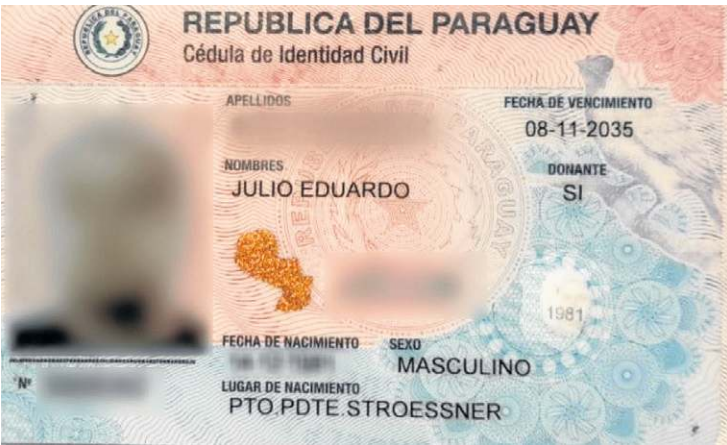 REPUBLICA DEL PARAGUAY
Cédula de Identidad Civil
APELLIDOS
FECHA DE VENCIMIENTO
08-11-2035
NOMBRES
JULIO EDUARDO
DONANTE
SI
1981
FECHA DE NACIMIENTO
SEXO
MASCULINO
Nº
LUGAR DE NACIMIENTO
PTO.PDTE.STROESSNER